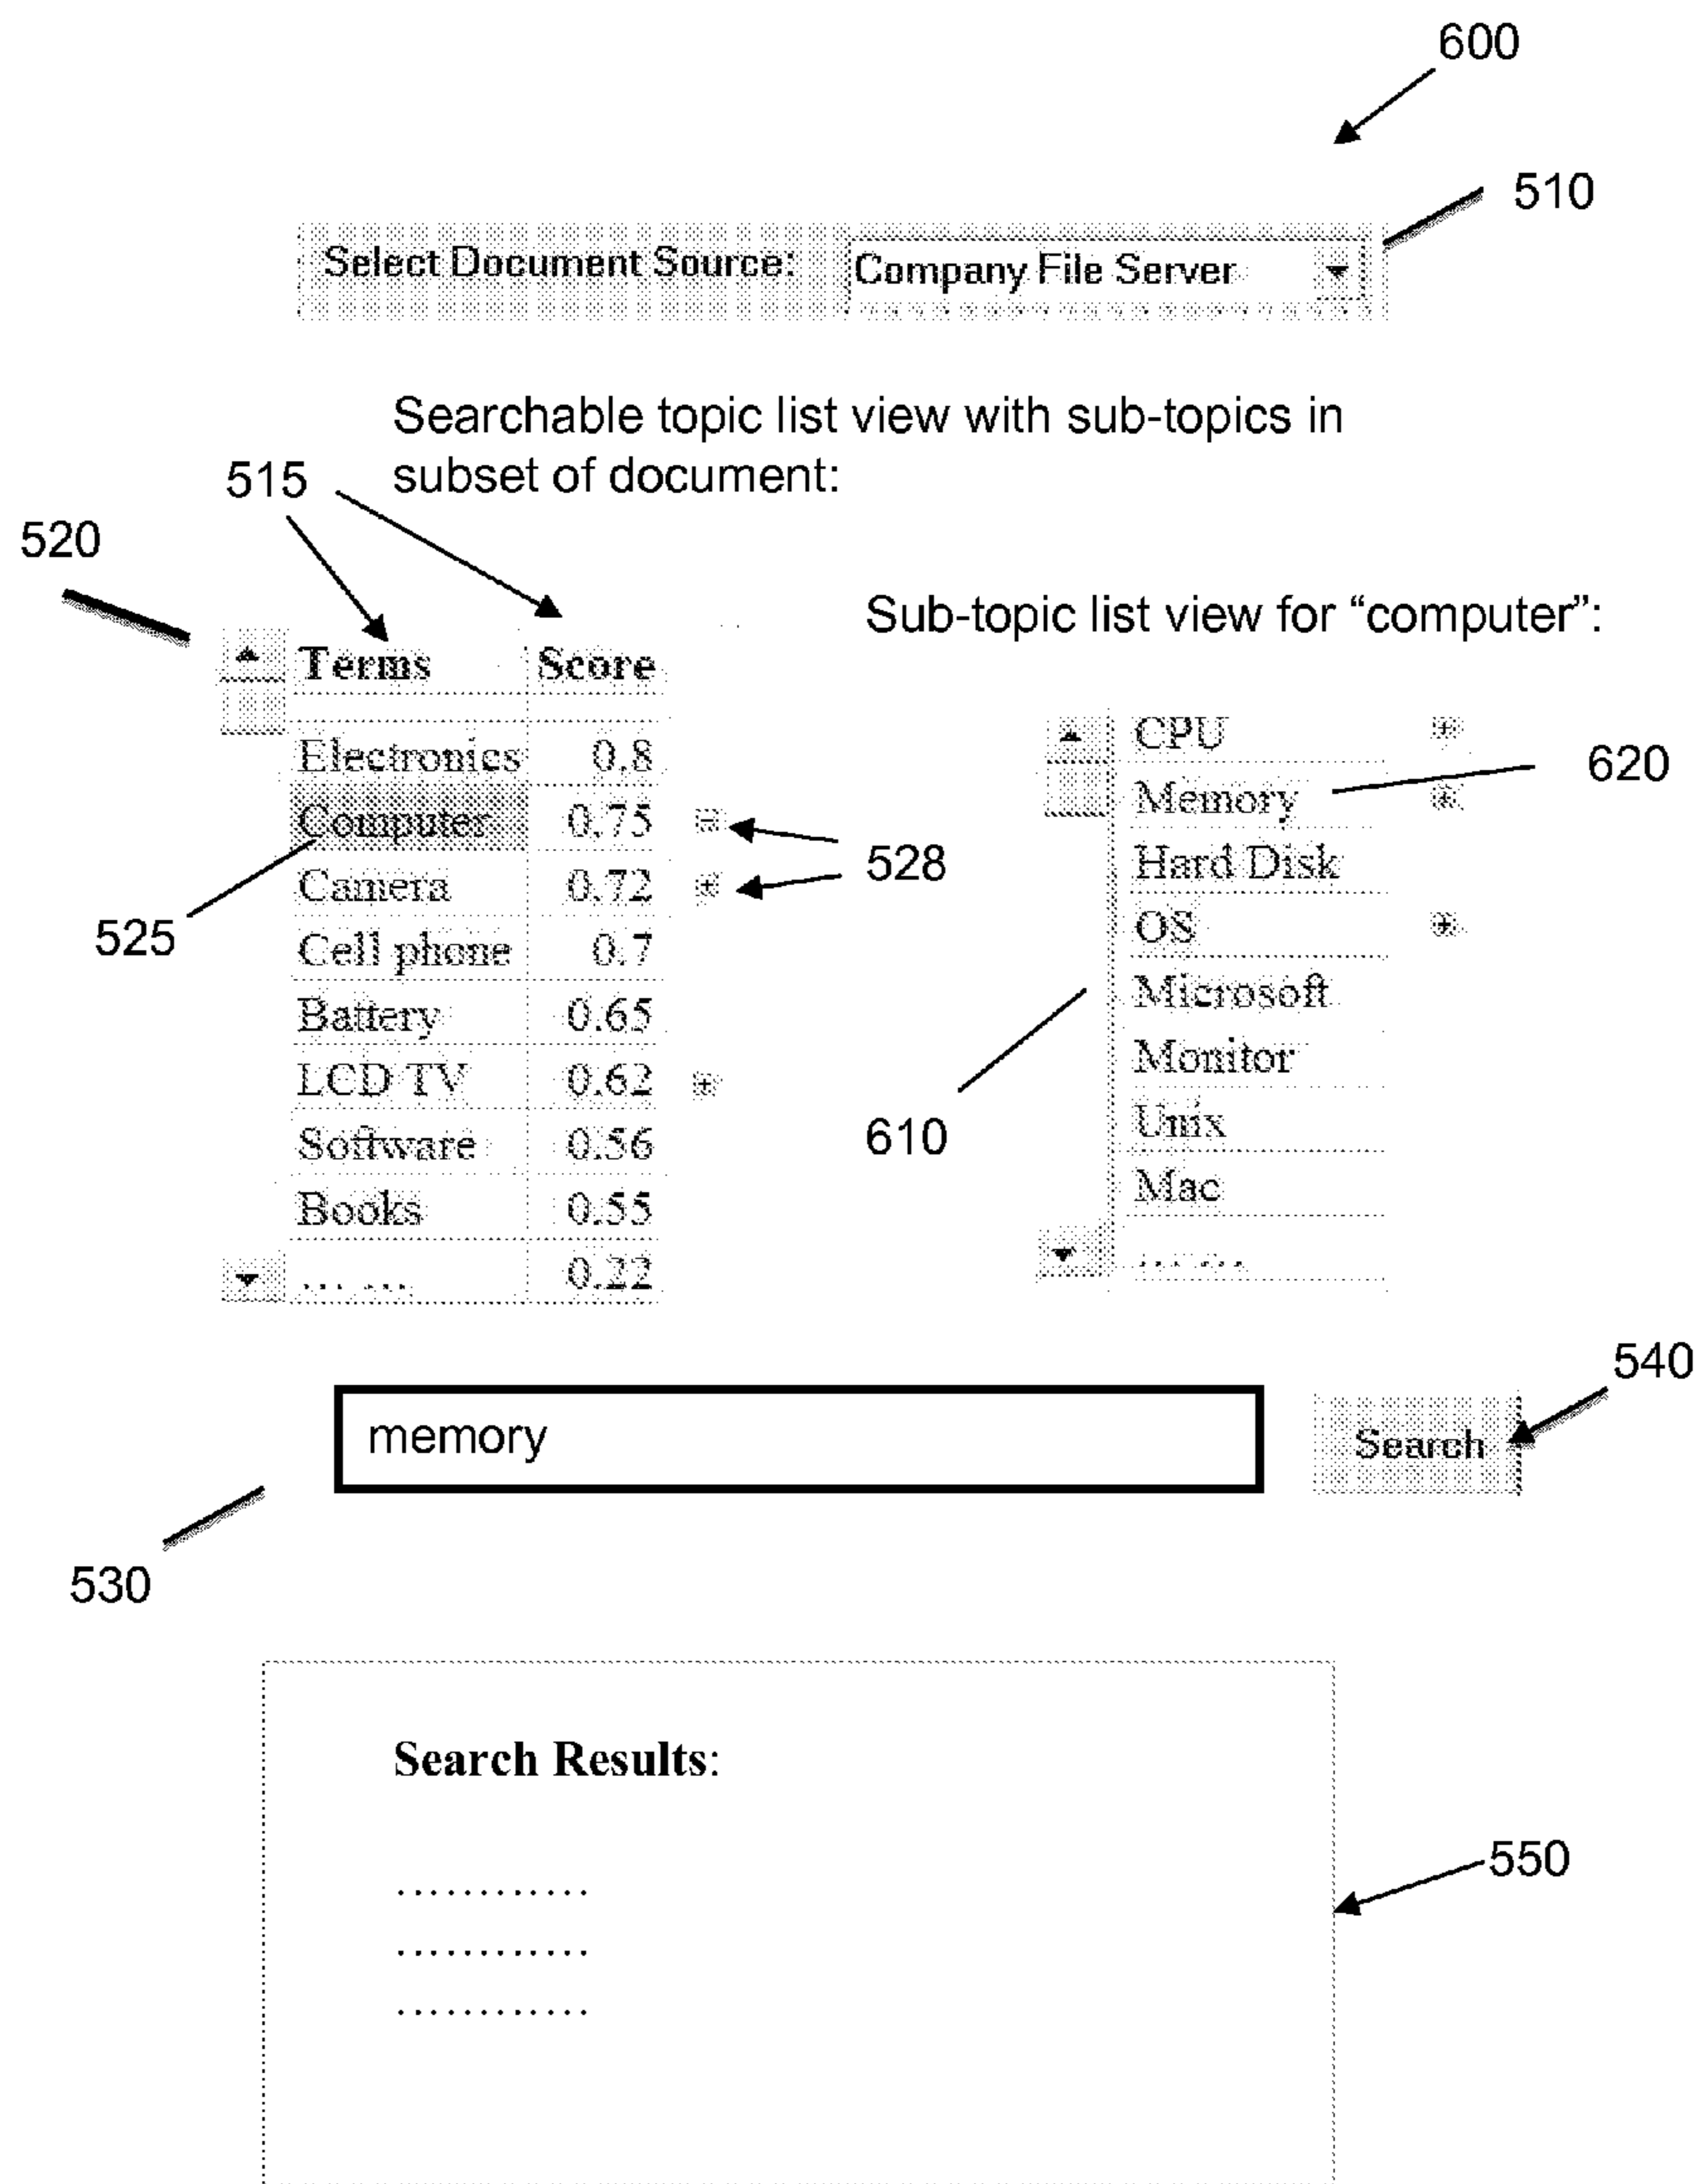 600
510
Select Document Source: Company File Server
Searchable topic list view with sub-topics in
subset of document:
515
520
Sub-topic list view for “computer”:
Terms Score
Electronics 0.8
Computer 0.75
Camera 0.72
Cell phone 0.7
Battery 0.65
LCD TV 0.62
Software 0.56
Books 0.55
... ... 0.22
525
528
CPU
Memory
Hard Disk
OS
Microsoft
Monitor
Unix
Mac
... ...
620
610
memory
Search
540
530
Search Results:
............
............
............
550